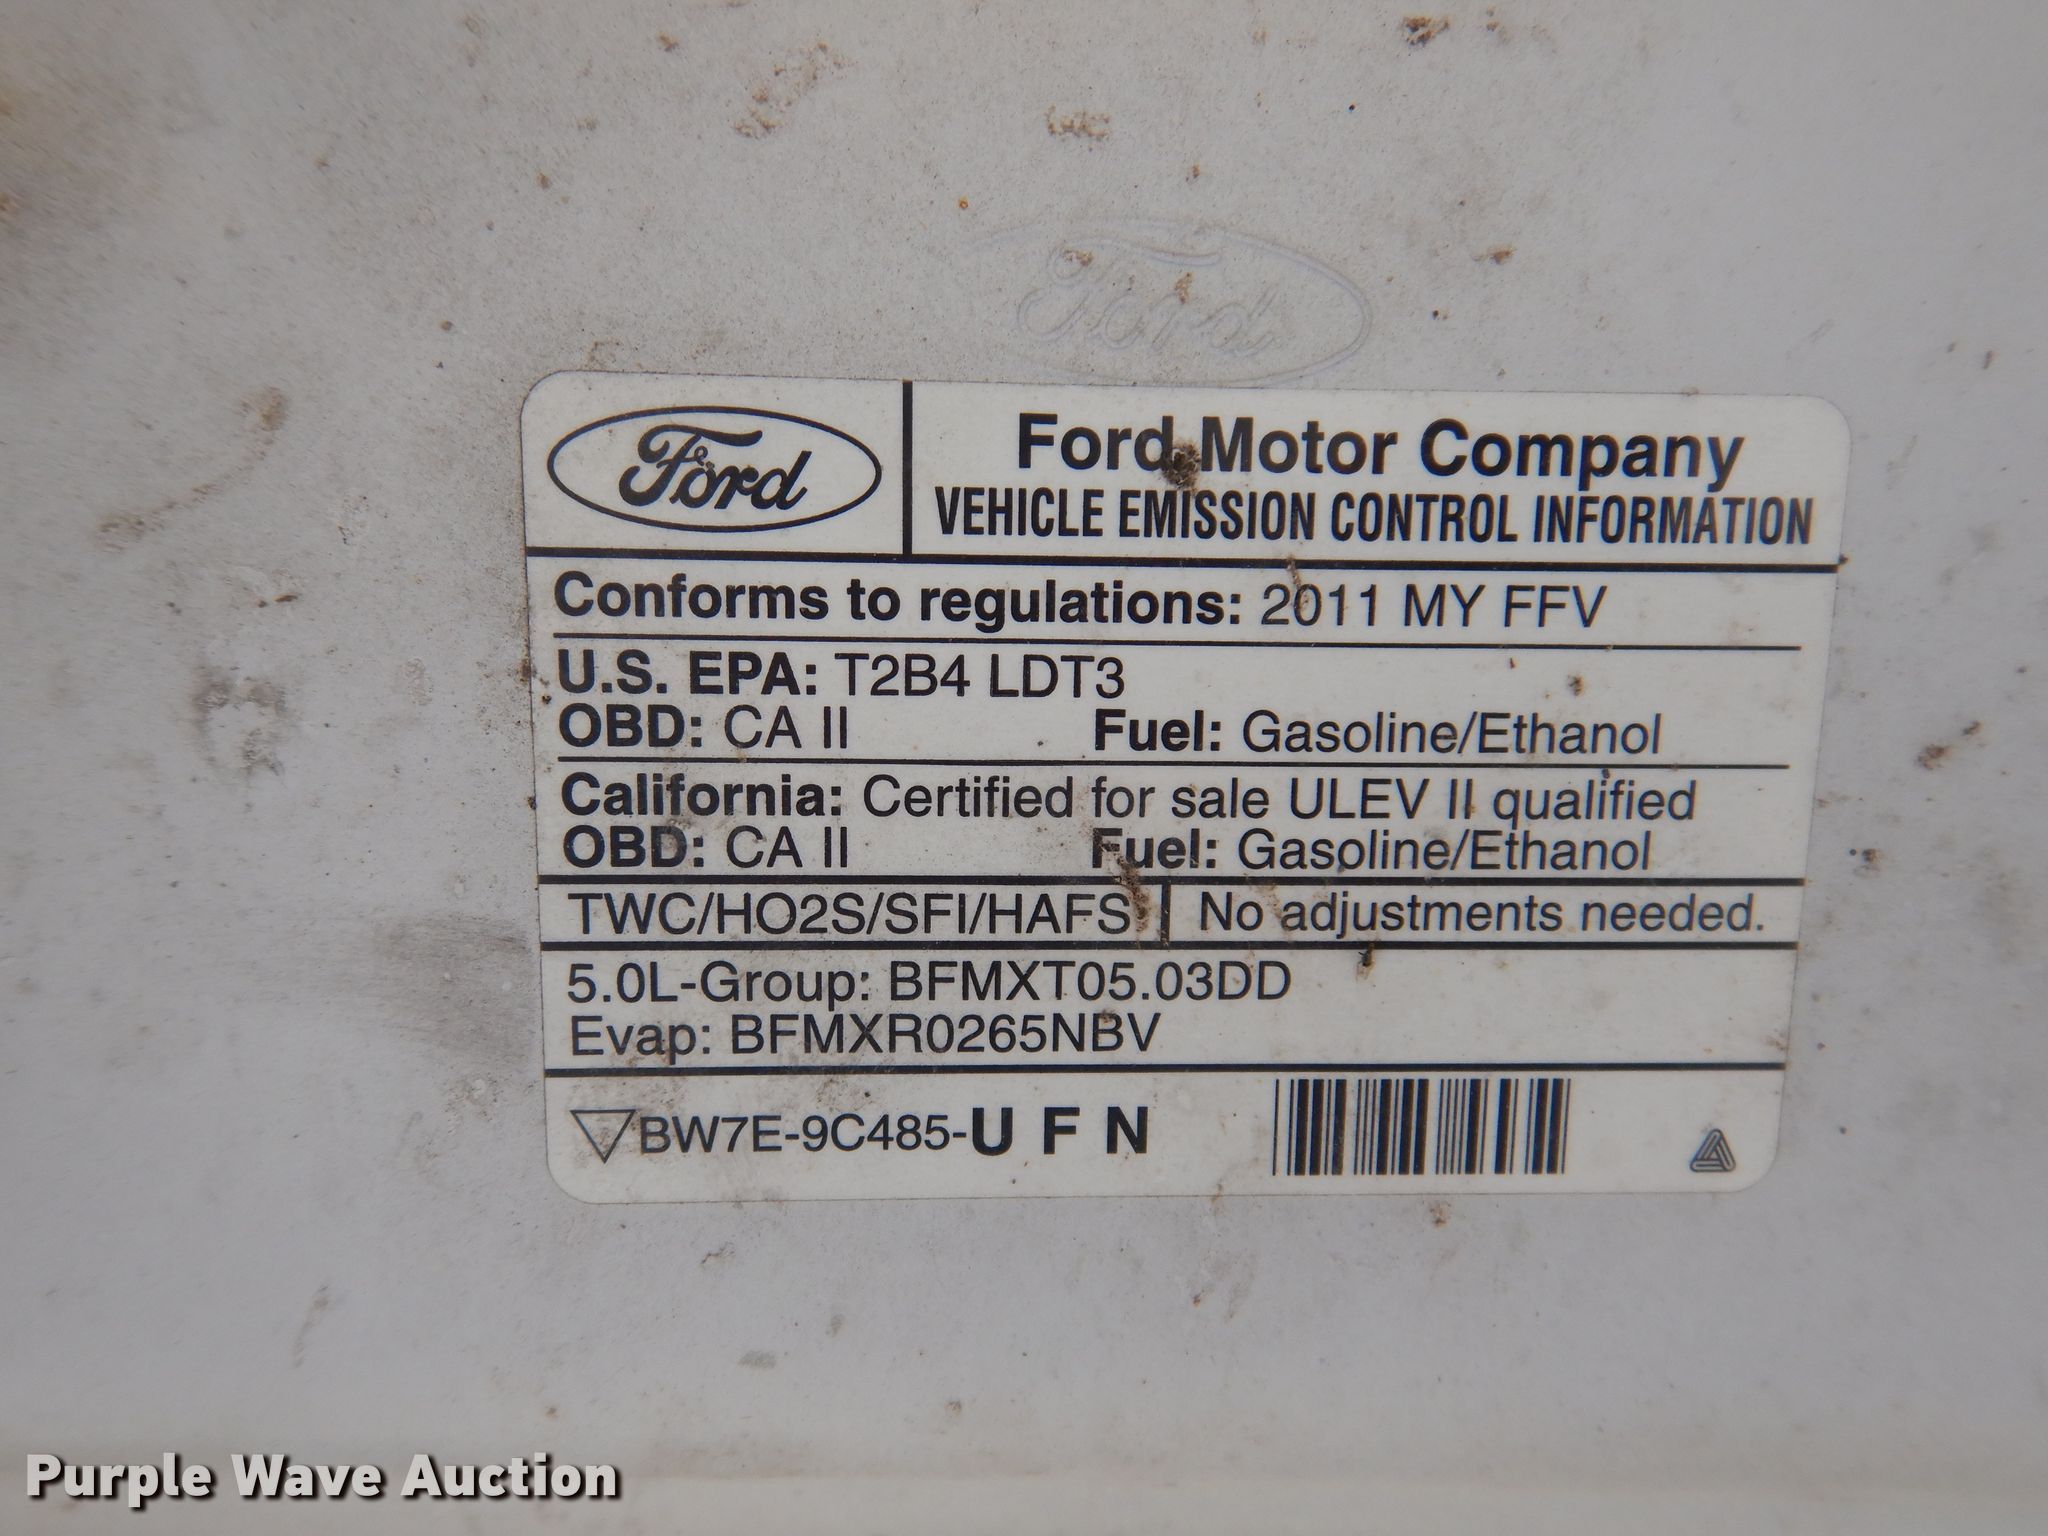 Ford
Ford
Ford Motor Company
VEHICLE EMISSION CONTROL INFORMATION
Conforms to regulations: 2011 MY FFV
U.S. EPA: T2B4 LDT3
OBD: CA II Fuel: Gasoline/Ethanol
California: Certified for sale ULEV II qualified
OBD: CA II Fuel: Gasoline/Ethanol
TWC/HO2S/SFI/HAFS No adjustments needed.
5.0L-Group: BFMXT05.03DD
Evap: BFMXR0265NBV
BW7E-9C485-U F N
Purple Wave Auction